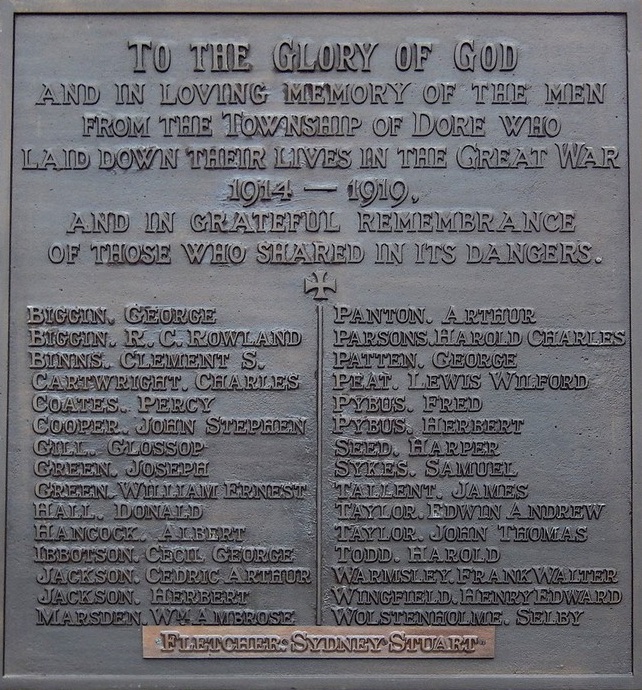 TO THE GLORY OF GOD
AND IN LOVING MEMORY OF THE MEN
FROM THE TOWNSHIP OF DORE WHO
LAID DOWN THEIR LIVES IN THE GREAT WAR
1914 — 1919,
AND IN GRATEFUL REMEMBRANCE
OF THOSE WHO SHARED IN ITS DANGERS.
BIGGIN. GEORGE
BIGGIN. R. C. ROWLAND
BINNS. CLEMENT S.
CARTWRIGHT. CHARLES
COATES. PERCY
COOPER. JOHN STEPHEN
GILL. GLOSSOP
GREEN. JOSEPH
GREEN. WILLIAM ERNEST
HALL. DONALD
HANCOCK. ALBERT
IBBOTSON. CECIL GEORGE
JACKSON. CEDRIC ARTHUR
JACKSON. HERBERT
MARSDEN. WM AMBROSE
PANTON. ARTHUR
PARSONS. HAROLD CHARLES
PATTEN. GEORGE
PEAT. LEWIS WILFORD
PYBUS. FRED
PYBUS. HERBERT
SEED. HARPER
SYKES. SAMUEL
TALLENT. JAMES
TAYLOR. EDWIN ANDREW
TAYLOR. JOHN THOMAS
TODD. HAROLD
WARMSLEY. FRANK WALTER
WINGFIELD. HENRY EDWARD
WOLSTENHOLME. SELBY
FLETCHER. SYDNEY STUART